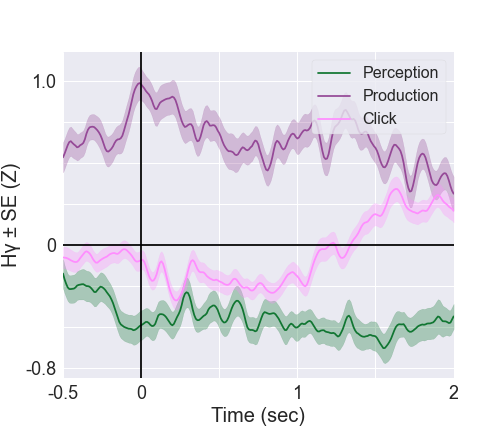 Perception
Production
Click
1.0
0
-0.8
Hγ ± SE (Z)
-0.5
0
1
2
Time (sec)